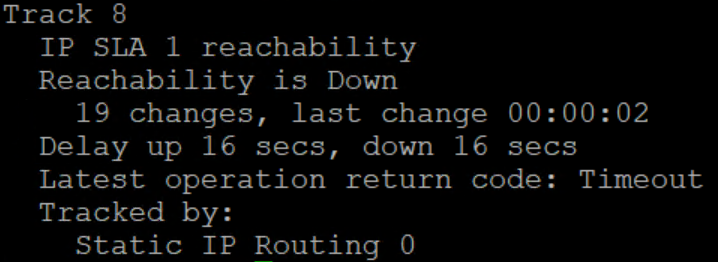 Track 8
IP SLA 1 reachability
Reachability is Down
19 changes, last change 00:00:02
Delay up 16 secs, down 16 secs
Latest operation return code: Timeout
Tracked by:
Static IP Routing 0